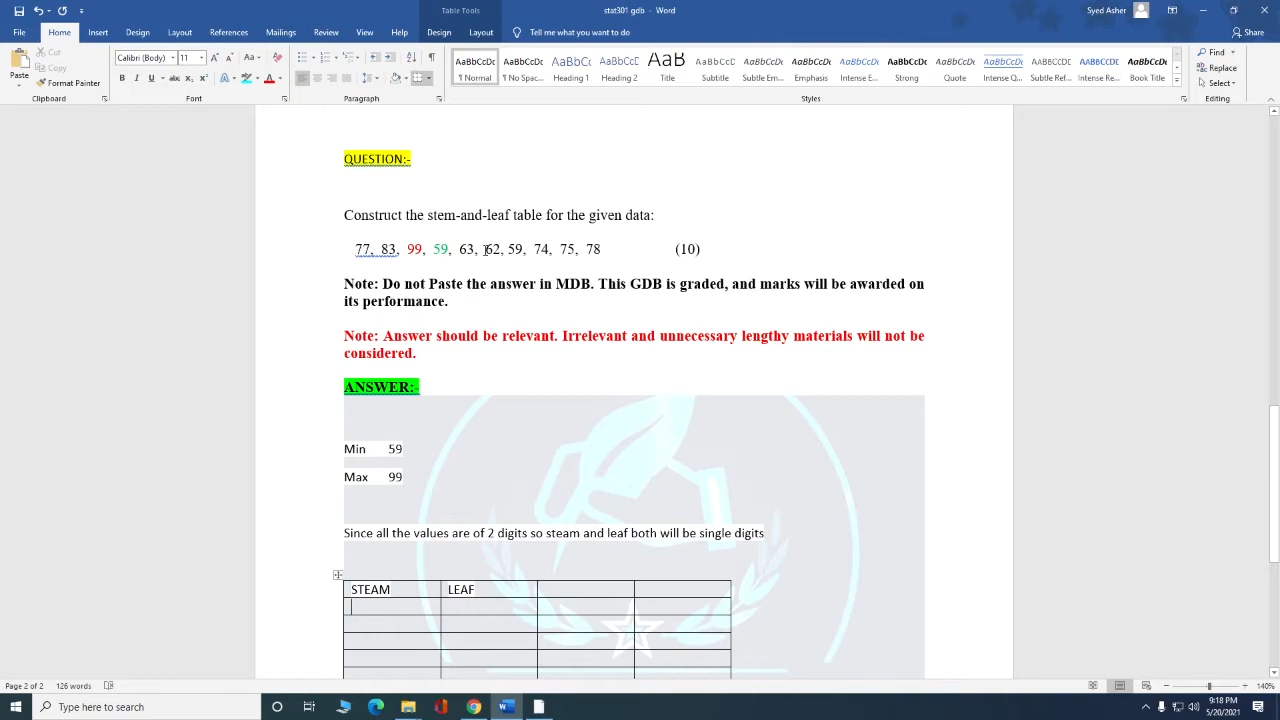 Table Tools
stat301 gdb - Word
Syed Asher
File Home Insert Draw Design Layout References Mailings Review View Help Design Layout Tell me what you want to do Share
Cut
Copy
Format Painter
Paste
Clipboard
Calibri (Body) 11
Font
Paragraph
AaBbCcDc AaBbCcDc AaBbCc AaBbCcC AaB AaBbCcD AaBbCcDc AaBbCcDc AaBbCcDc AaBbCcDc AaBbCcDc AaBbCcDc AABBCCDD AABBCCDD AaBbCcDc
¶ Normal ¶ No Spac... Heading 1 Heading 2 Title Subtitle Subtle Em... Emphasis Intense E... Strong Quote Intense Q... Subtle Ref... Intense Re... Book Title
Styles
Find
Replace
Select
Editing
QUESTION:-
Construct the stem-and-leaf table for the given data:
77, 83, 99, 59, 63, 62, 59, 74, 75, 78 (10)
Note: Do not Paste the answer in MDB. This GDB is graded, and marks will be awarded on
its performance.
Note: Answer should be relevant. Irrelevant and unnecessary lengthy materials will not be
considered.
ANSWER:-
Min 59
Max 99
Since all the values are of 2 digits so steam and leaf both will be single digits
STEAM LEAF
Page 2 of 2 126 words 140%
Type here to search
9:18 PM
5/20/2021